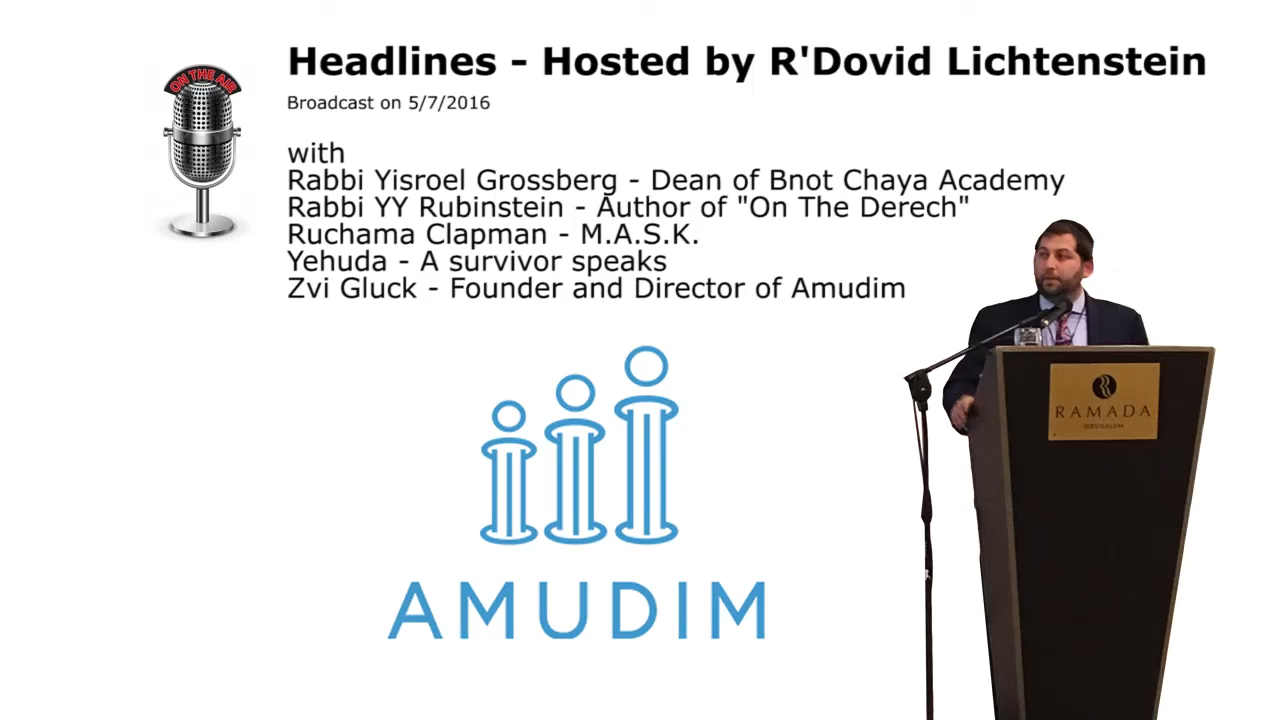 ON THE AIR
Headlines - Hosted by R'Dovid Lichtenstein
Broadcast on 5/7/2016
with
Rabbi Yisroel Grossberg - Dean of Bnot Chaya Academy
Rabbi YY Rubinstein - Author of "On The Derech"
Ruchama Clapman - M.A.S.K.
Yehuda - A survivor speaks
Zvi Gluck - Founder and Director of Amudim
AMUDIM
RAMADA
JERUSALEM